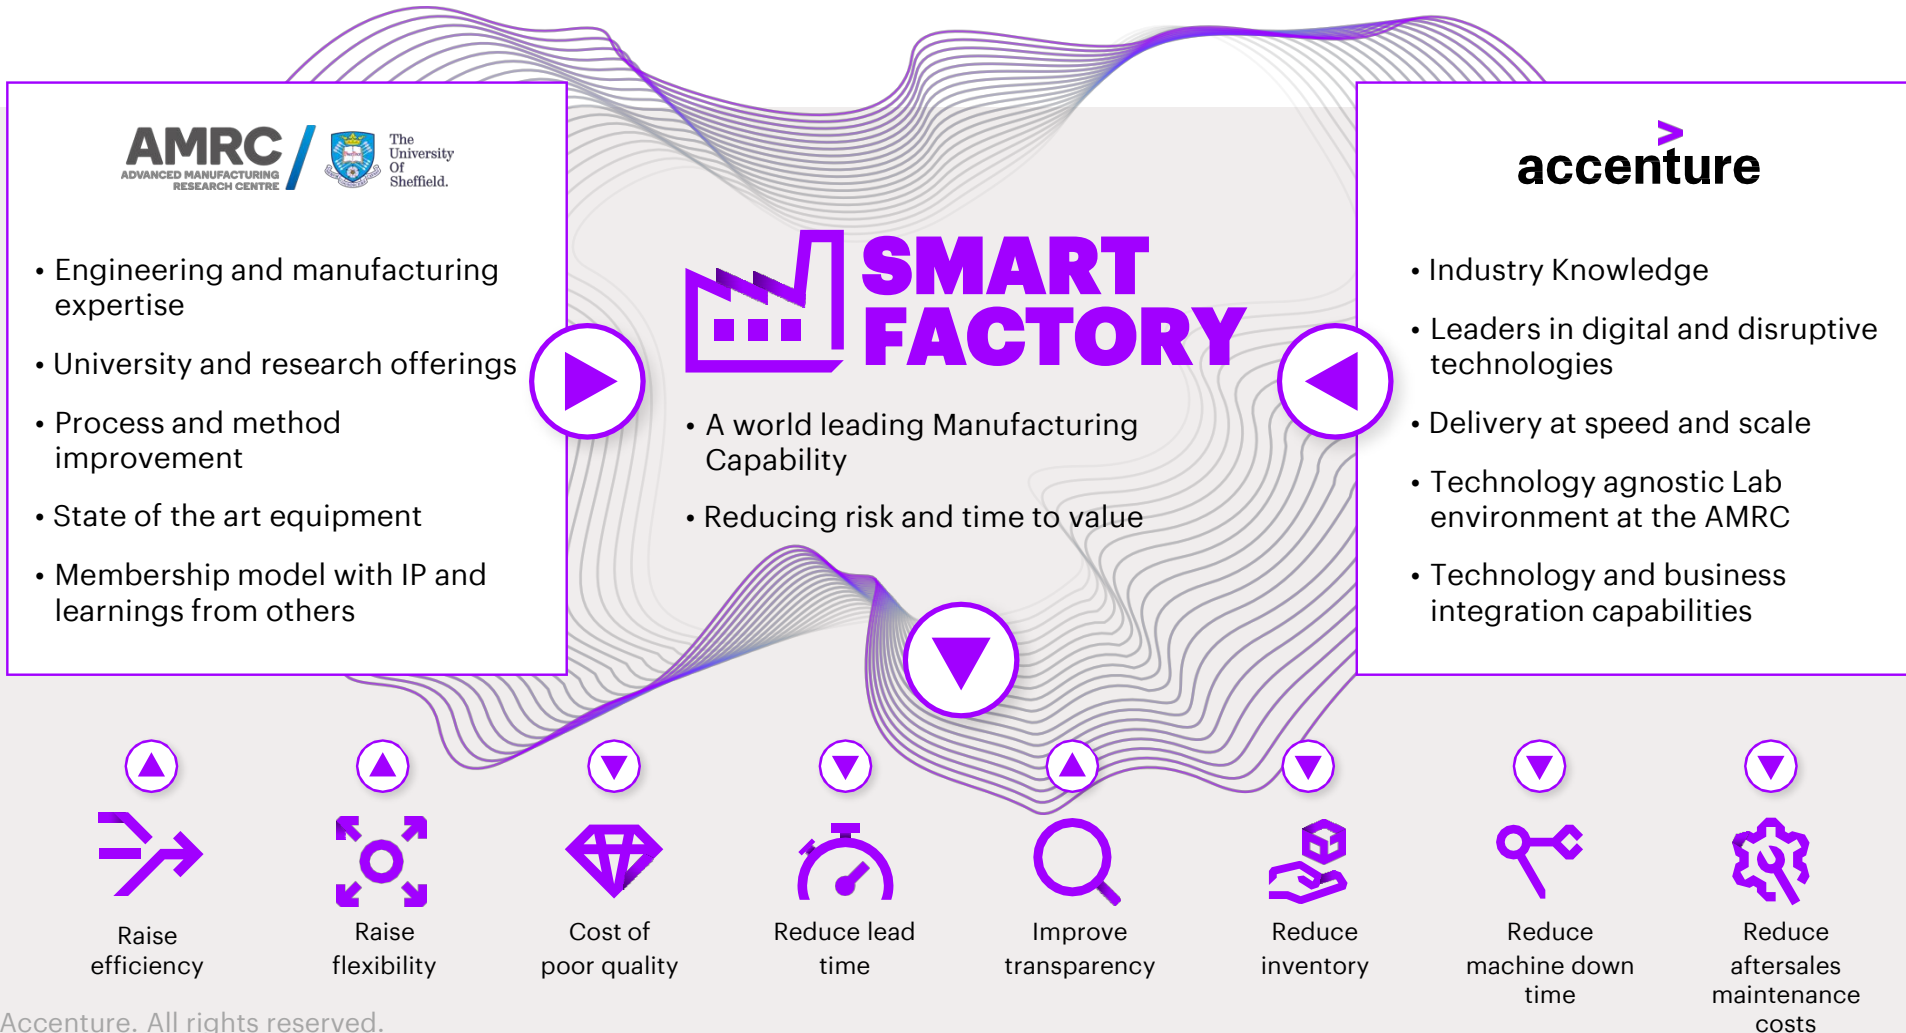 AMRC
ADVANCED MANUFACTURING
RESEARCH CENTRE
The
University
Of
Sheffield.
• Engineering and manufacturing
expertise
• University and research offerings
• Process and method
improvement
• State of the art equipment
• Membership model with IP and
learnings from others
SMART
FACTORY
• A world leading Manufacturing
Capability
• Reducing risk and time to value
accenture
• Industry Knowledge
• Leaders in digital and disruptive
technologies
• Delivery at speed and scale
• Technology agnostic Lab
environment at the AMRC
• Technology and business
integration capabilities
Raise
efficiency
Raise
flexibility
Cost of
poor quality
Reduce lead
time
Improve
transparency
Reduce
inventory
Reduce
machine down
time
Reduce
aftersales
maintenance
costs
Accenture. All rights reserved.